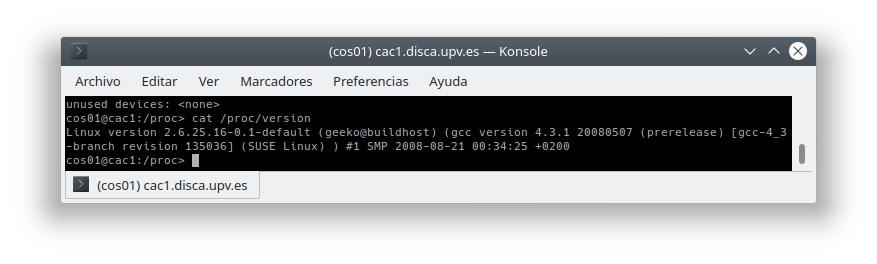 (cos01) cac1.disca.upv.es — Konsole
Archivo Editar Ver Marcadores Preferencias Ayuda
unused devices: <none>
cos01@cac1:/proc> cat /proc/version
Linux version 2.6.25.16-0.1-default (geeko@buildhost) (gcc version 4.3.1 20080507 (prerelease) [gcc-4_3
-branch revision 135036] (SUSE Linux) ) #1 SMP 2008-08-21 00:34:25 +0200
cos01@cac1:/proc>
(cos01) cac1.disca.upv.es